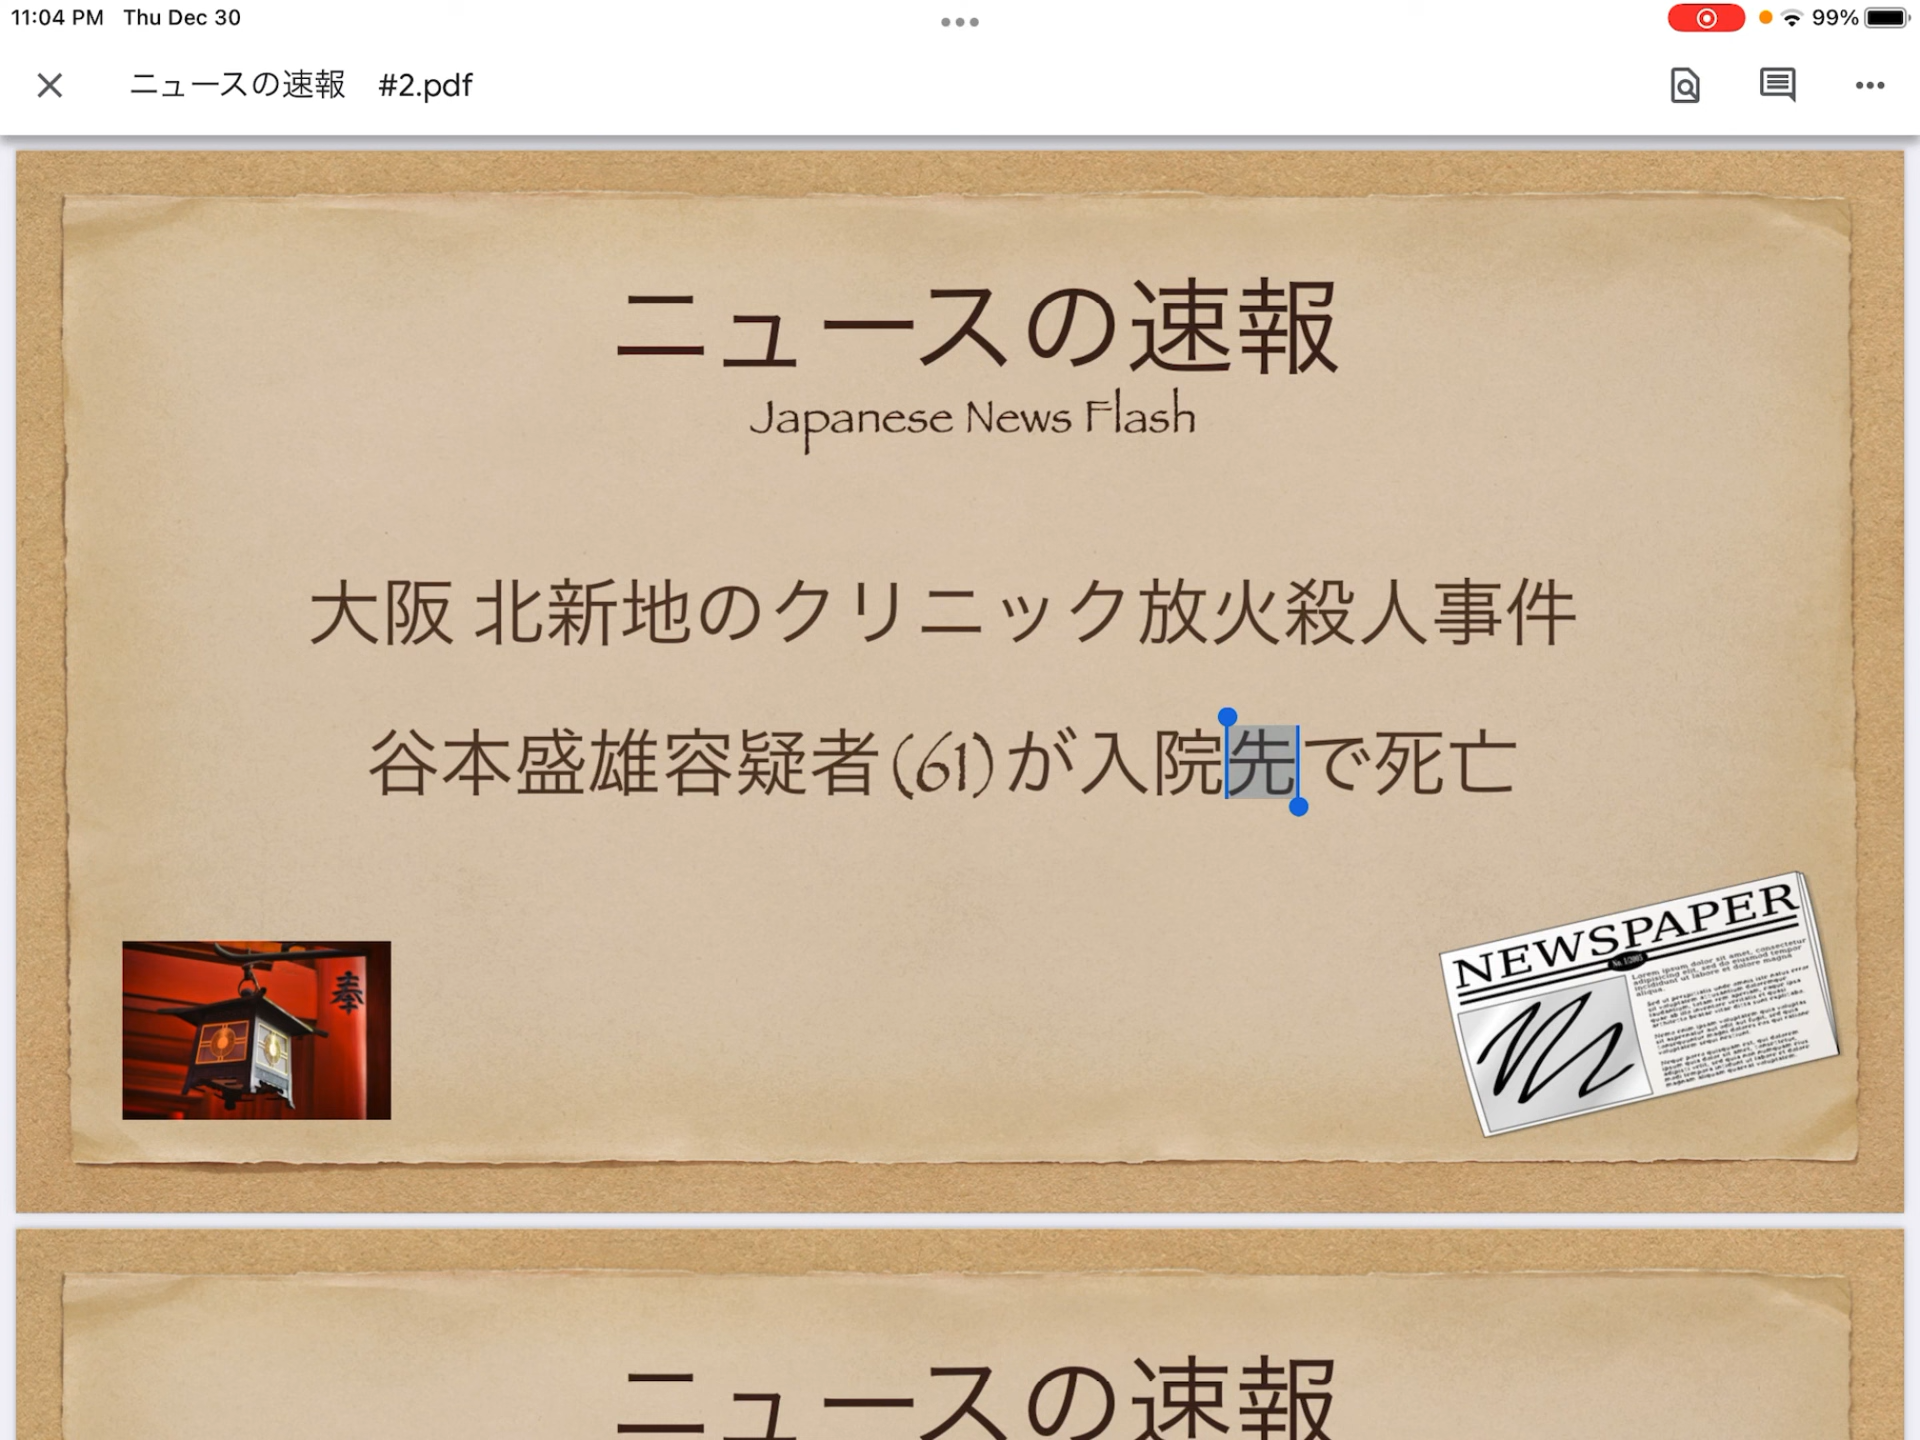 11:04 PM Thu Dec 30
99%
ニュースの速報 #2.pdf
ニュースの速報
Japanese News Flash
大阪 北新地のクリニック放火殺人事件
谷本盛雄容疑者(61)が入院先で死亡
奉
NEWSPAPER
ニュースの速報